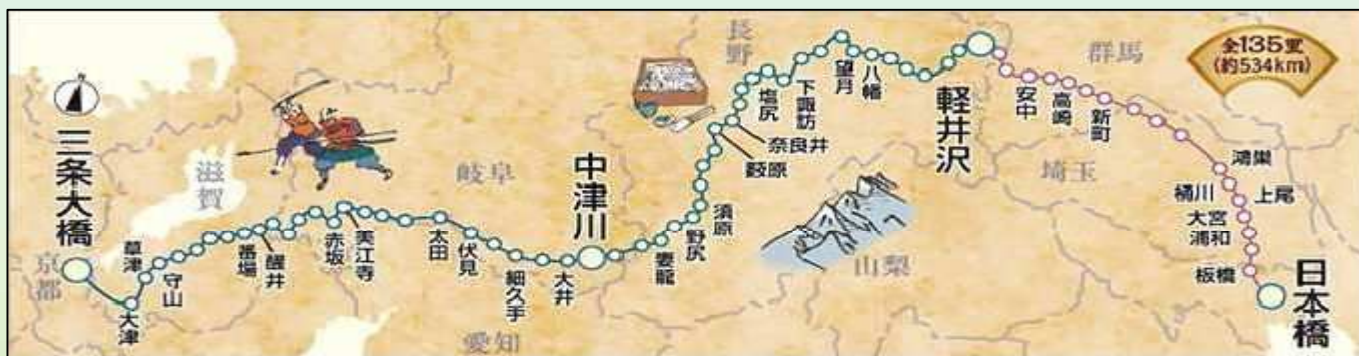 全135里
(約534km)
三条大橋
京都
大津
草津
守山
滋賀
番場
醒井
赤坂
美江寺
岐阜
太田
伏見
細久手
大井
愛知
中津川
妻籠
野尻
須原
薮原
奈良井
塩尻
長野
下諏訪
望月
八幡
軽井沢
山梨
群馬
安中
高崎
新町
埼玉
鴻巣
桶川
上尾
大宮
浦和
板橋
日本橋